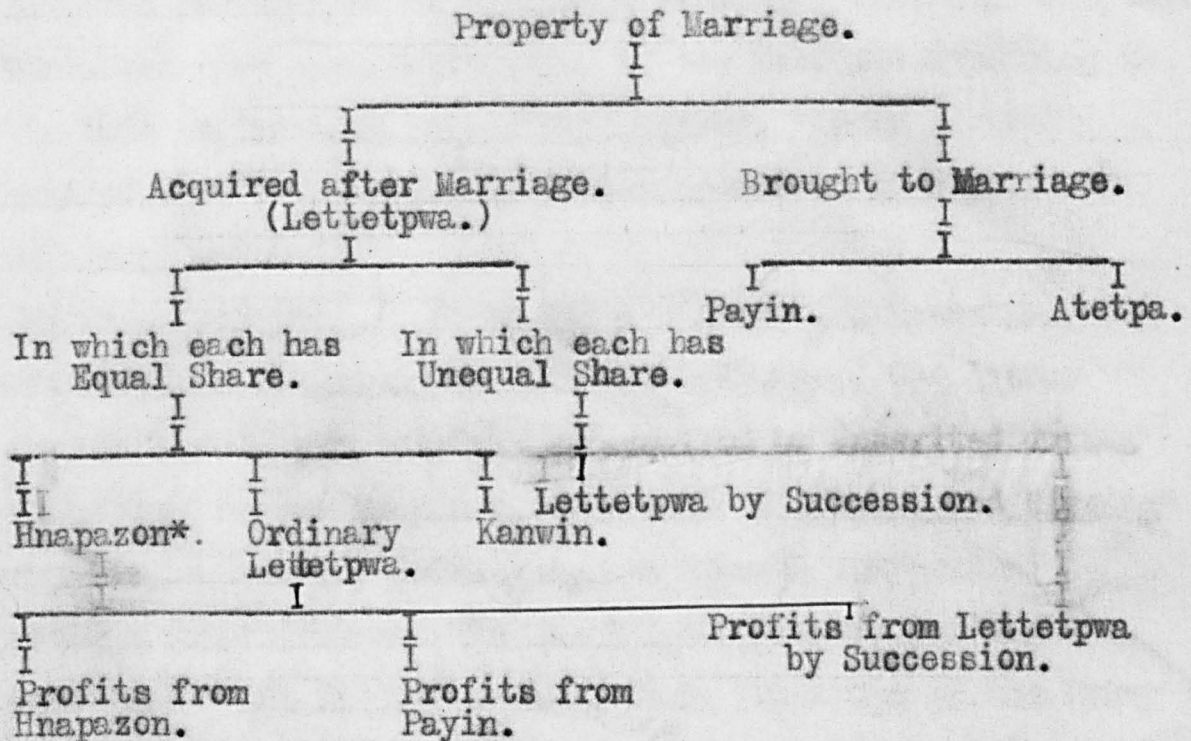 Property of Marriage.
Acquired after Marriage.
(Lettetpwa.)
Brought to Marriage.
In which each has
Equal Share.
In which each has
Unequal Share.
Payin.
Atetpa.
Hnapazon*.
Ordinary
Lettetpwa.
Kanwin.
Lettetpwa by Succession.
Profits from
Hnapazon.
Profits from
Payin.
Profits from Lettetpwa
by Succession.